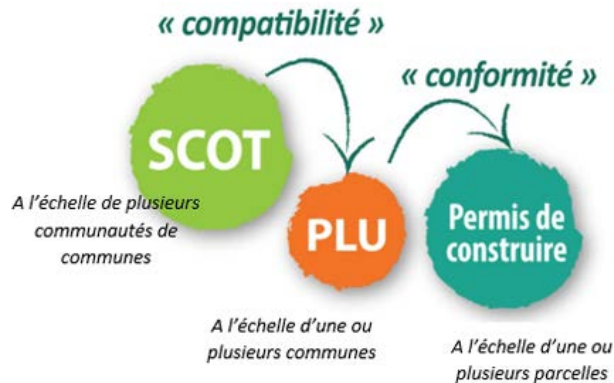 « compatibilité »
« conformité »
SCOT
A l'échelle de plusieurs
communautés de
communes
PLU
Permis de
construire
A l'échelle d'une ou
plusieurs communes
A l'échelle d'une ou
plusieurs parcelles